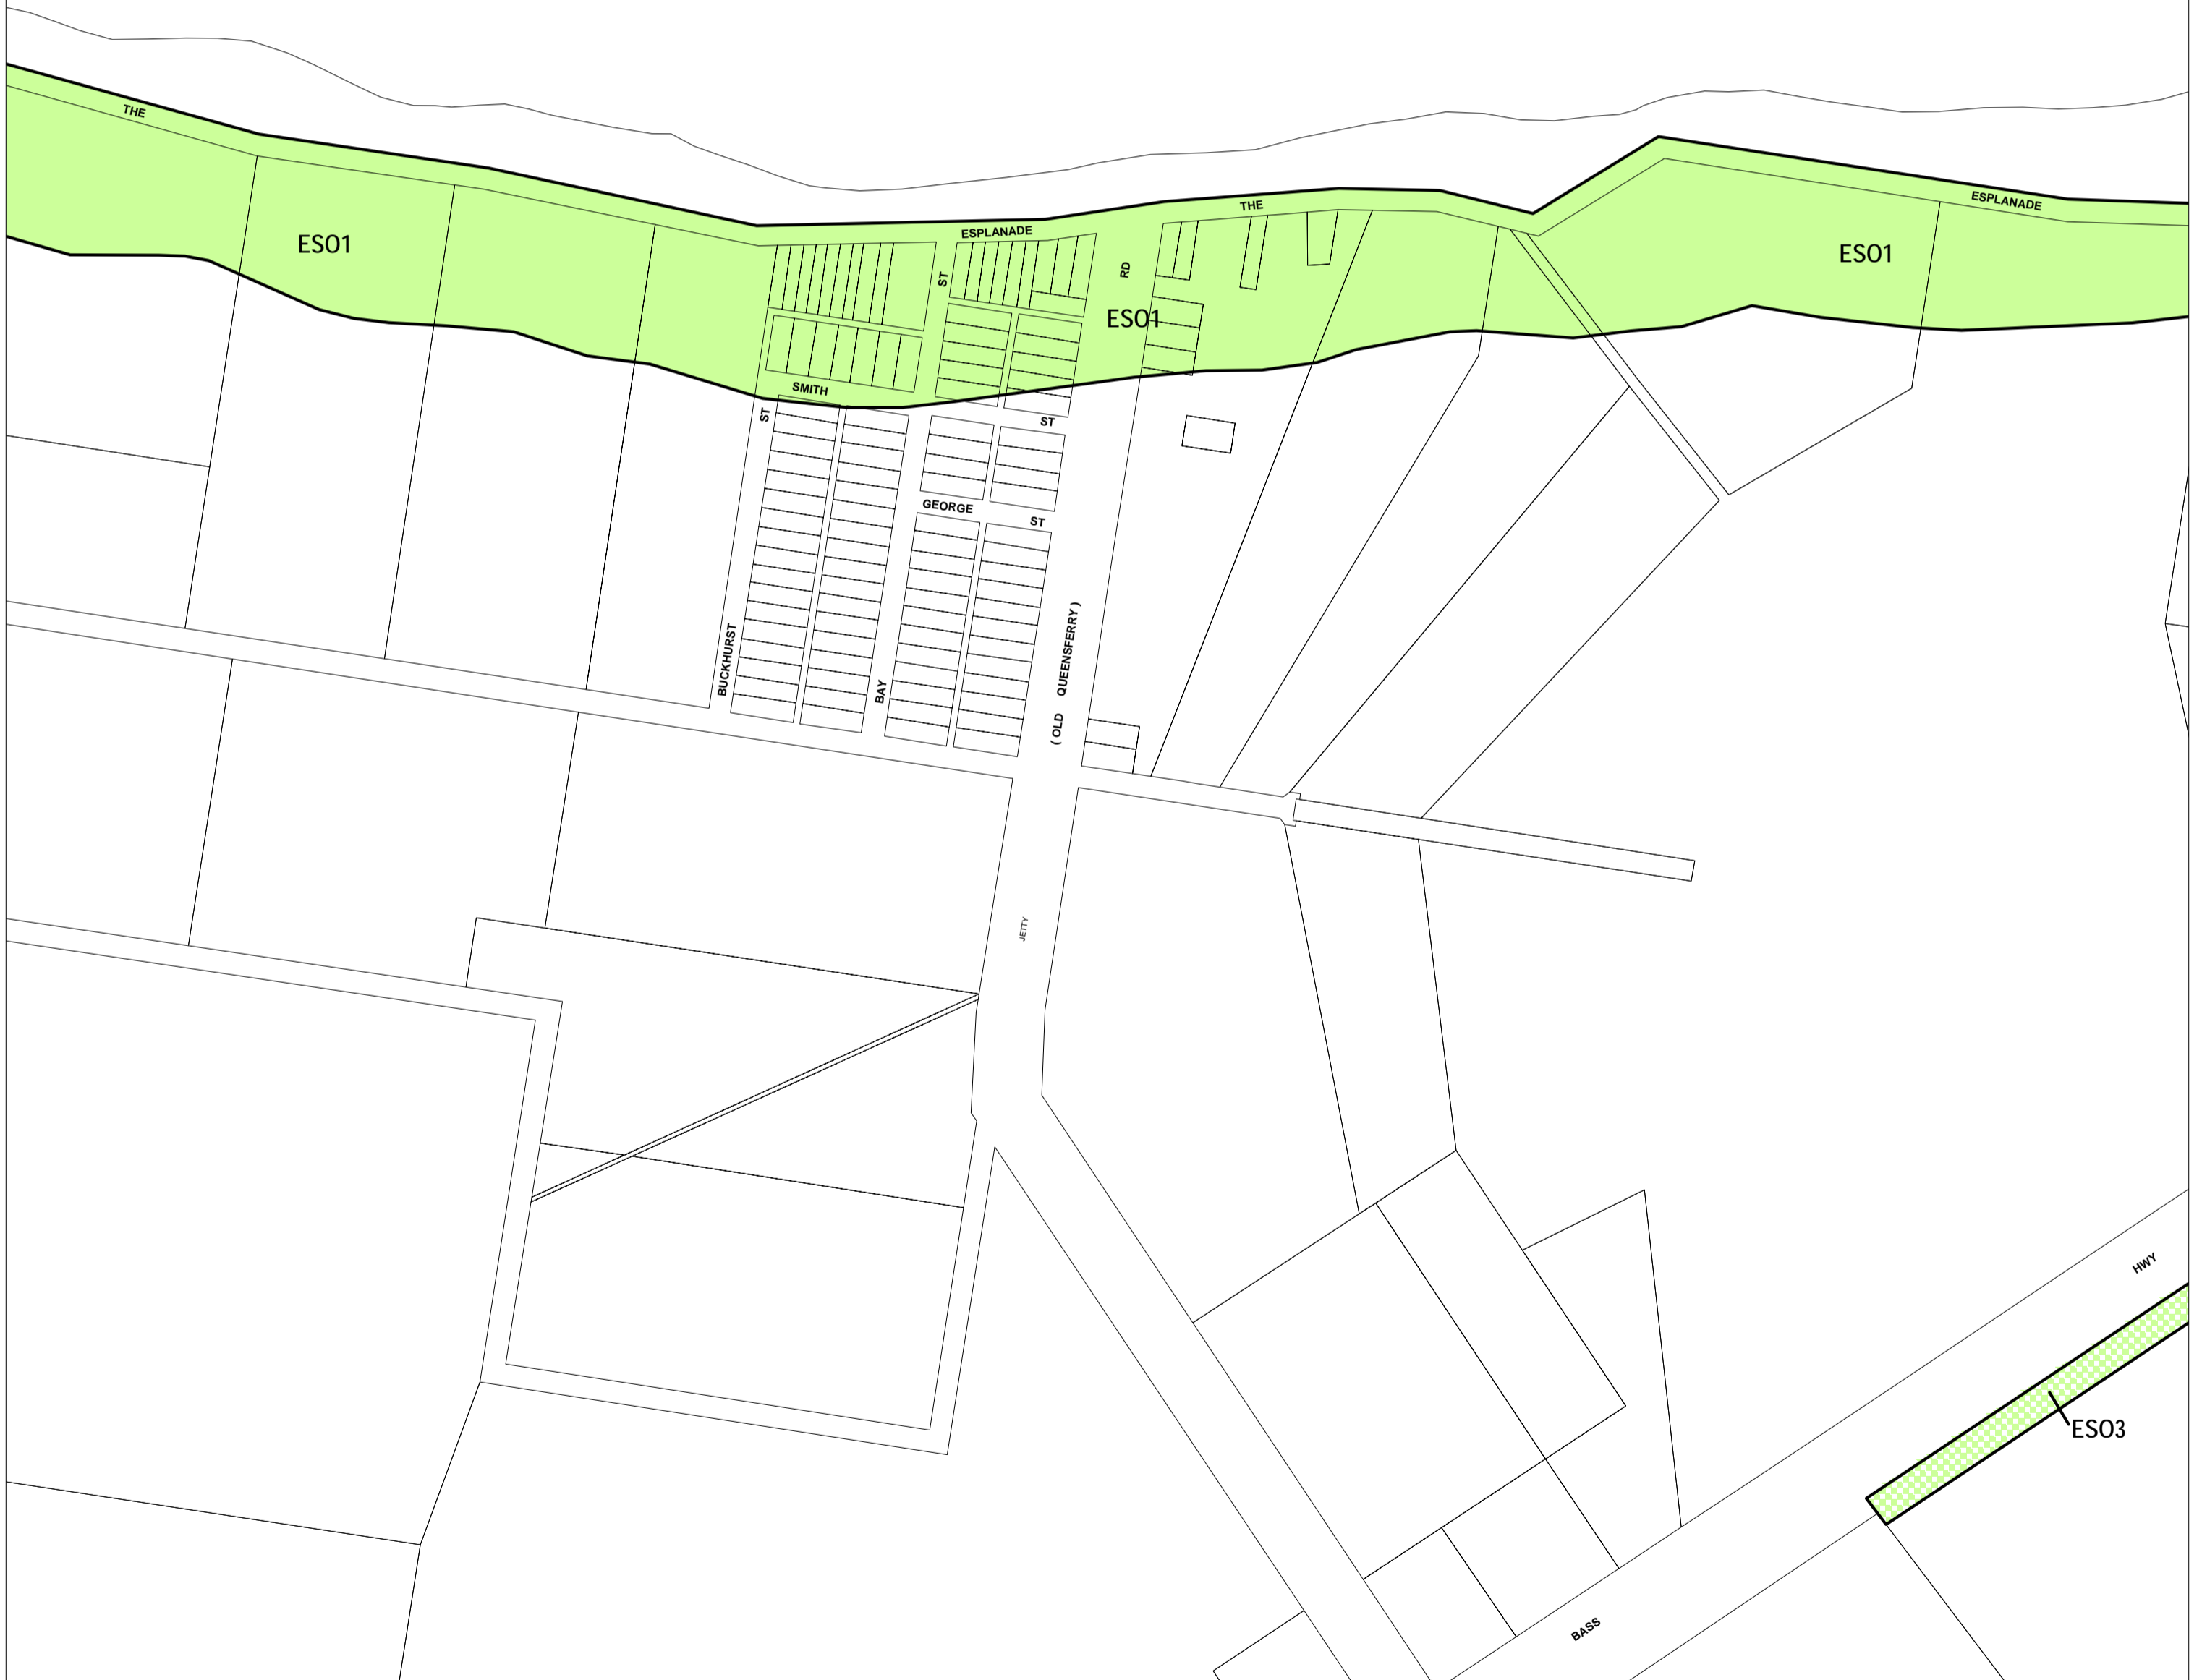 THE
ESO1
ESPLANADE
THE
ESPLANADE
ESO1
ST
RD
ESO1
SMITH
ST
ST
GEORGE
ST
BUCKHURST
BAY
( OLD QUEENSFERRY )
JETTY
HWY
ESO3
BASS